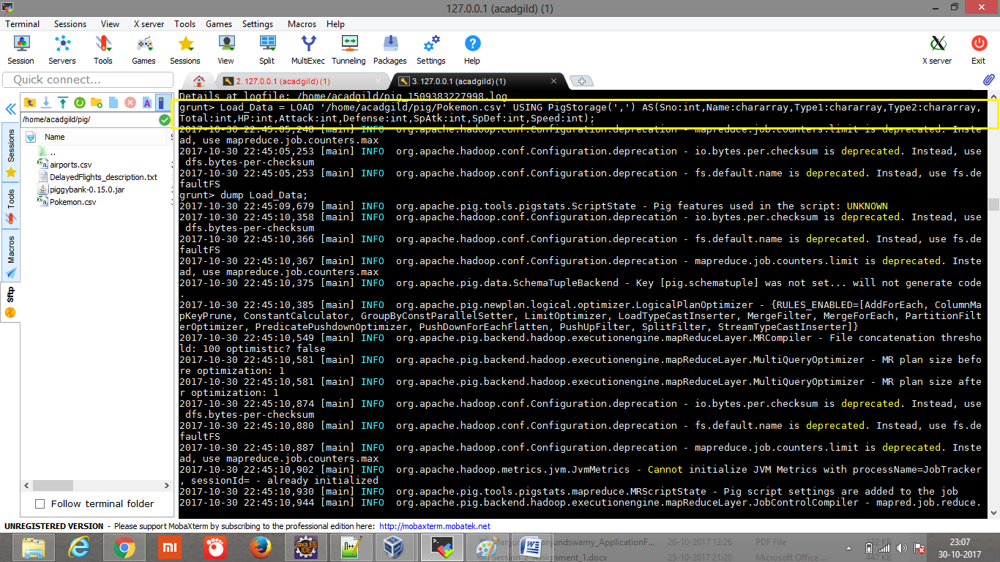 127.0.0.1 (acadgild) (1)
Terminal Sessions View X server Tools Games Settings Macros Help
Session Servers Tools Games Sessions View Split MultiExec Tunneling Packages Settings Help X server Exit
Quick connect...
2. 127.0.0.1 (acadgild) (1)
3. 127.0.0.1 (acadgild) (1)
/home/acadgild/pig/
Name
..
airports.csv
DelayedFlights_description.txt
piggybank-0.15.0.jar
Pokemon.csv
Sessions
Tools
Macros
Sftp
Follow terminal folder
Details at logfile: /home/acadgild/pig_1509383227998.log
grunt> Load_Data = LOAD '/home/acadgild/pig/Pokemon.csv' USING PigStorage(',') AS(Sno:int,Name:chararray,Type1:chararray,Type2:chararray,
Total:int,HP:int,Attack:int,Defense:int,SpAtk:int,SpDef:int,Speed:int);
2017-10-30 22:45:05,248 [main] INFO  org.apache.hadoop.conf.Configuration.deprecation - mapreduce.job.counters.limit is deprecated. Inste
ad, use mapreduce.job.counters.max
2017-10-30 22:45:05,253 [main] INFO  org.apache.hadoop.conf.Configuration.deprecation - io.bytes.per.checksum is deprecated. Instead, use
 dfs.bytes-per-checksum
2017-10-30 22:45:05,253 [main] INFO  org.apache.hadoop.conf.Configuration.deprecation - fs.default.name is deprecated. Instead, use fs.de
faultFS
grunt> dump Load_Data;
2017-10-30 22:45:09,679 [main] INFO  org.apache.pig.tools.pigstats.ScriptState - Pig features used in the script: UNKNOWN
2017-10-30 22:45:10,358 [main] INFO  org.apache.hadoop.conf.Configuration.deprecation - io.bytes.per.checksum is deprecated. Instead, use
 dfs.bytes-per-checksum
2017-10-30 22:45:10,366 [main] INFO  org.apache.hadoop.conf.Configuration.deprecation - fs.default.name is deprecated. Instead, use fs.de
faultFS
2017-10-30 22:45:10,367 [main] INFO  org.apache.hadoop.conf.Configuration.deprecation - mapreduce.job.counters.limit is deprecated. Inste
ad, use mapreduce.job.counters.max
2017-10-30 22:45:10,375 [main] INFO  org.apache.pig.data.SchemaTupleBackend - Key [pig.schematuple] was not set... will not generate code
.
2017-10-30 22:45:10,385 [main] INFO  org.apache.pig.newplan.logical.optimizer.LogicalPlanOptimizer - {RULES_ENABLED=[AddForEach, ColumnMa
pKeyPrune, ConstantCalculator, GroupByConstParallelSetter, LimitOptimizer, LoadTypeCastInserter, MergeFilter, MergeForEach, PartitionFilt
erOptimizer, PredicatePushdownOptimizer, PushDownForEachFlatten, PushUpFilter, SplitFilter, StreamTypeCastInserter]}
2017-10-30 22:45:10,549 [main] INFO  org.apache.pig.backend.hadoop.executionengine.mapReduceLayer.MRCompiler - File concatenation thresho
ld: 100 optimistic? false
2017-10-30 22:45:10,581 [main] INFO  org.apache.pig.backend.hadoop.executionengine.mapReduceLayer.MultiQueryOptimizer - MR plan size befo
re optimization: 1
2017-10-30 22:45:10,581 [main] INFO  org.apache.pig.backend.hadoop.executionengine.mapReduceLayer.MultiQueryOptimizer - MR plan size afte
r optimization: 1
2017-10-30 22:45:10,874 [main] INFO  org.apache.hadoop.conf.Configuration.deprecation - io.bytes.per.checksum is deprecated. Instead, use
 dfs.bytes-per-checksum
2017-10-30 22:45:10,880 [main] INFO  org.apache.hadoop.conf.Configuration.deprecation - fs.default.name is deprecated. Instead, use fs.de
faultFS
2017-10-30 22:45:10,887 [main] INFO  org.apache.hadoop.conf.Configuration.deprecation - mapreduce.job.counters.limit is deprecated. Inste
ad, use mapreduce.job.counters.max
2017-10-30 22:45:10,902 [main] INFO  org.apache.hadoop.metrics.jvm.JvmMetrics - Cannot initialize JVM Metrics with processName=JobTracker
, sessionId= - already initialized
2017-10-30 22:45:10,930 [main] INFO  org.apache.pig.tools.pigstats.mapreduce.MRScriptState - Pig script settings are added to the job
2017-10-30 22:45:10,944 [main] INFO  org.apache.pig.backend.hadoop.executionengine.mapReduceLayer.JobControlCompiler - mapred.job.reduce.
UNREGISTERED VERSION - Please support MobaXterm by subscribing to the professional edition here: http://mobaxterm.mobatek.net
26-10-2017 12:26 PDF File
Session_2_Assignment_1.docx 25-10-2017 21:20 Microsoft Office ... 447 KB
23:07
30-10-2017